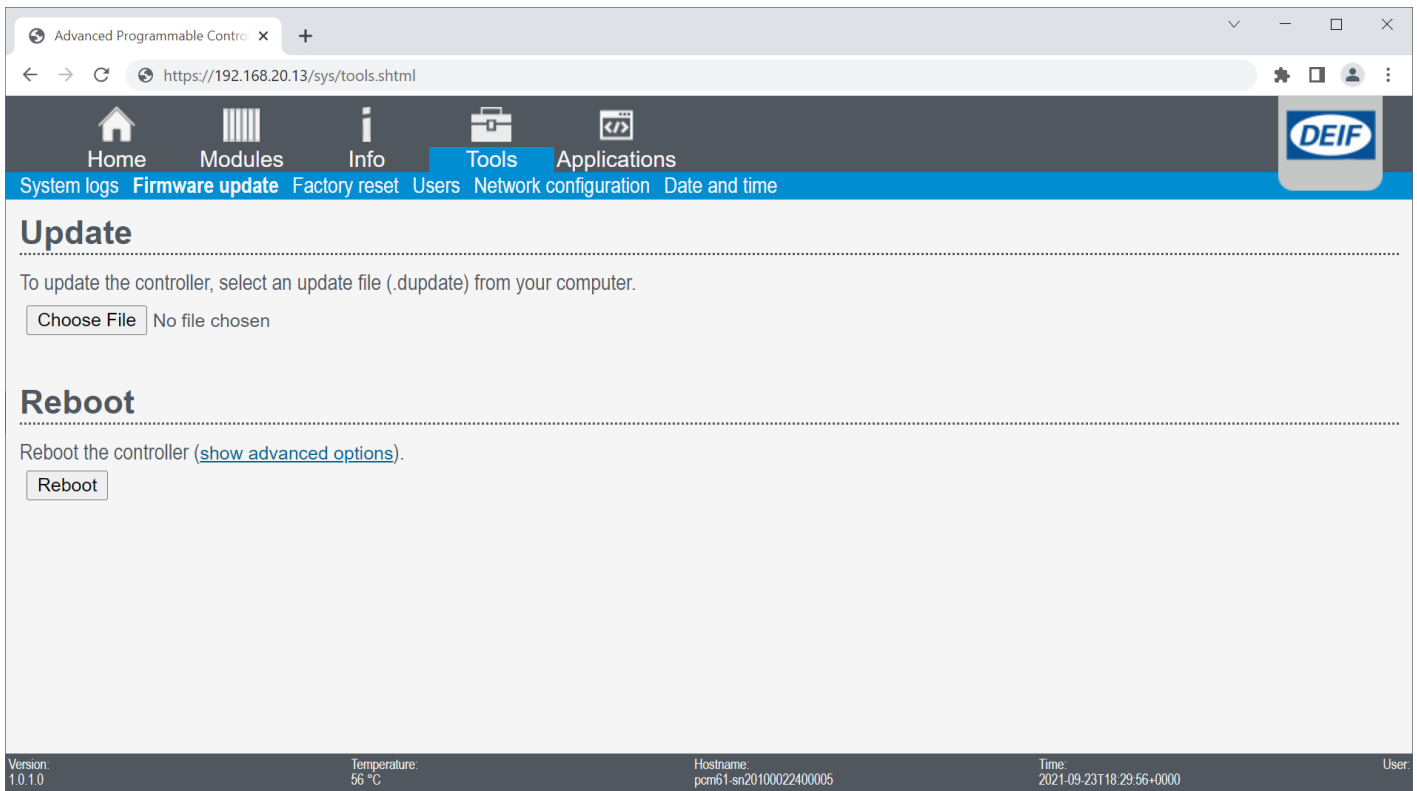 Advanced Programmable Contro
https://192.168.20.13/sys/tools.shtml
Home Modules Info Tools Applications
DEIF
System logs Firmware update Factory reset Users Network configuration Date and time
Update
To update the controller, select an update file (.dupdate) from your computer.
Choose File No file chosen
Reboot
Reboot the controller (show advanced options).
Reboot
Version: Temperature: Hostname: Time: User:
1.0.1.0 56 °C pcm61-sn20100022400005 2021-09-23T18:29:56+0000